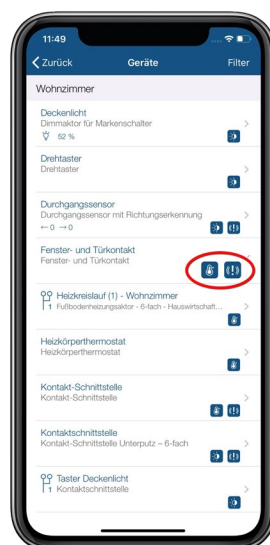 11:49
Zurück Geräte Filter
Wohnzimmer
Deckenlicht
Dimmaktor für Markenschalter
52 %
Drehtaster
Drehtaster
Durchgangssensor
Durchgangssensor mit Richtungserkennung
←0 →0
Fenster- und Türkontakt
Fenster- und Türkontakt
Heizkreislauf (1) - Wohnzimmer
1 Fußbodenheizungsaktor - 6-fach - Hauswirtschaft...
Heizkörperthermostat
Heizkörperthermostat
Kontakt-Schnittstelle
Kontakt-Schnittstelle
Kontaktschnittstelle
Kontakt-Schnittstelle Unterputz – 6-fach
Taster Deckenlicht
1 Kontaktschnittstelle